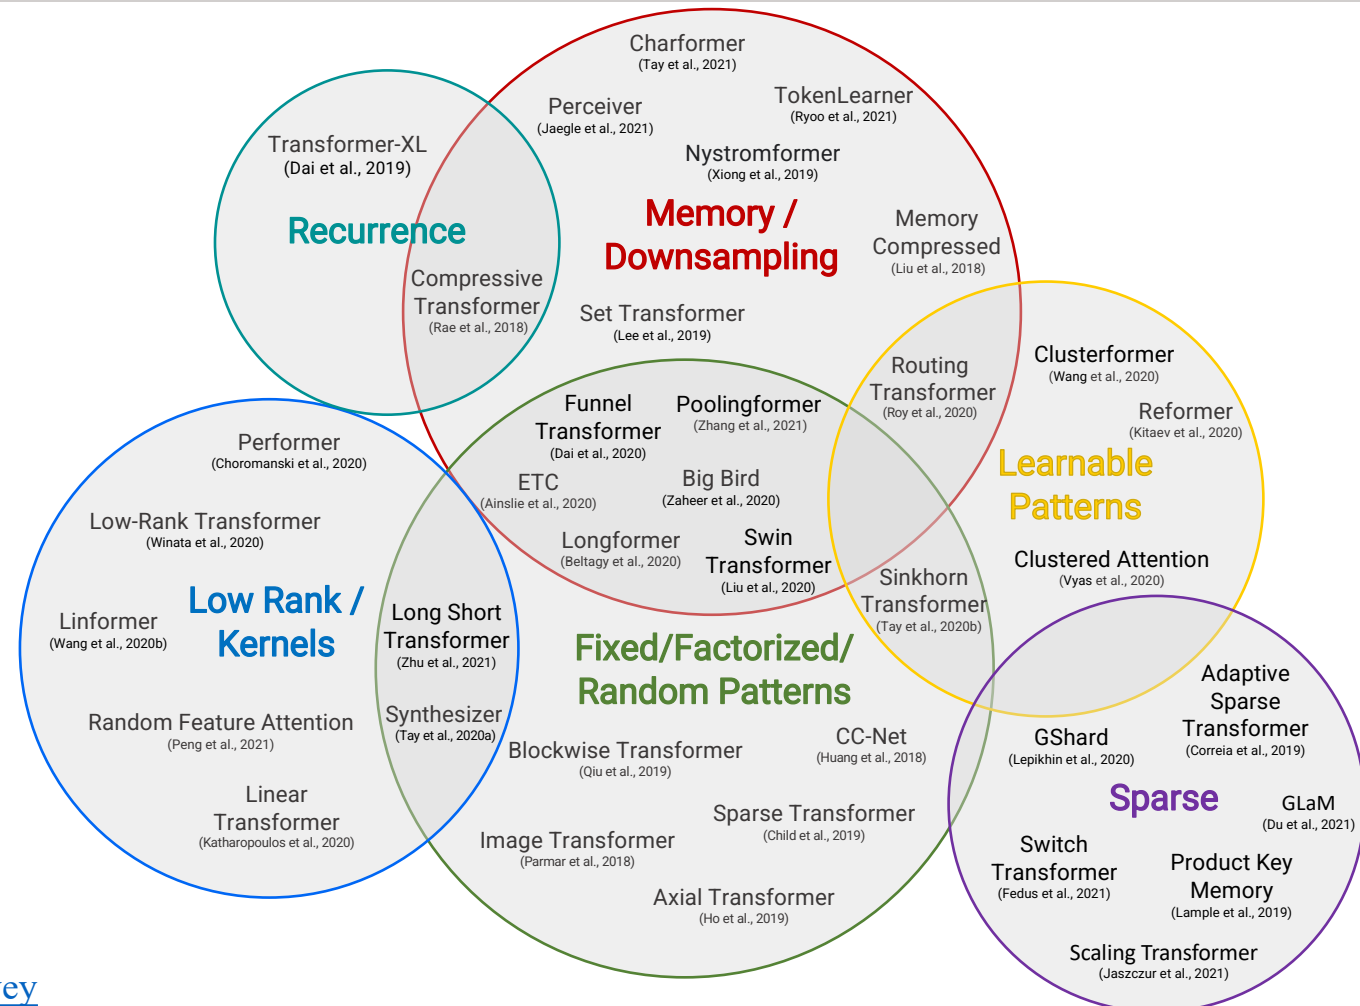 Charformer
(Tay et al., 2021)
Perceiver
(Jaegle et al., 2021)
TokenLearner
(Ryoo et al., 2021)
Transformer-XL
(Dai et al., 2019)
Nystromformer
(Xiong et al., 2019)
Recurrence
Memory /
Downsampling
Memory
Compressed
(Liu et al., 2018)
Compressive
Transformer
(Rae et al., 2018)
Set Transformer
(Lee et al., 2019)
Routing
Transformer
(Roy et al., 2020)
Clusterformer
(Wang et al., 2020)
Reformer
(Kitaev et al., 2020)
Funnel
Transformer
(Dai et al., 2020)
Poolingformer
(Zhang et al., 2021)
Performer
(Choromanski et al., 2020)
Learnable
Patterns
ETC
(Ainslie et al., 2020)
Big Bird
(Zaheer et al., 2020)
Low-Rank Transformer
(Winata et al., 2020)
Longformer
(Beltagy et al., 2020)
Swin
Transformer
(Liu et al., 2020)
Clustered Attention
(Vyas et al., 2020)
Sinkhorn
Transformer
(Tay et al., 2020b)
Low Rank /
Kernels
Linformer
(Wang et al., 2020b)
Long Short
Transformer
(Zhu et al., 2021)
Fixed/Factorized/
Random Patterns
Adaptive
Sparse
Transformer
(Correia et al., 2019)
Random Feature Attention
(Peng et al., 2021)
Synthesizer
(Tay et al., 2020a)
Blockwise Transformer
(Qiu et al., 2019)
CC-Net
(Huang et al., 2018)
GShard
(Lepikhin et al., 2020)
Sparse
Linear
Transformer
(Katharopoulos et al., 2020)
Sparse Transformer
(Child et al., 2019)
GLaM
(Du et al., 2021)
Image Transformer
(Parmar et al., 2018)
Switch
Transformer
(Fedus et al., 2021)
Product Key
Memory
(Lample et al., 2019)
Axial Transformer
(Ho et al., 2019)
Scaling Transformer
(Jaszczur et al., 2021)